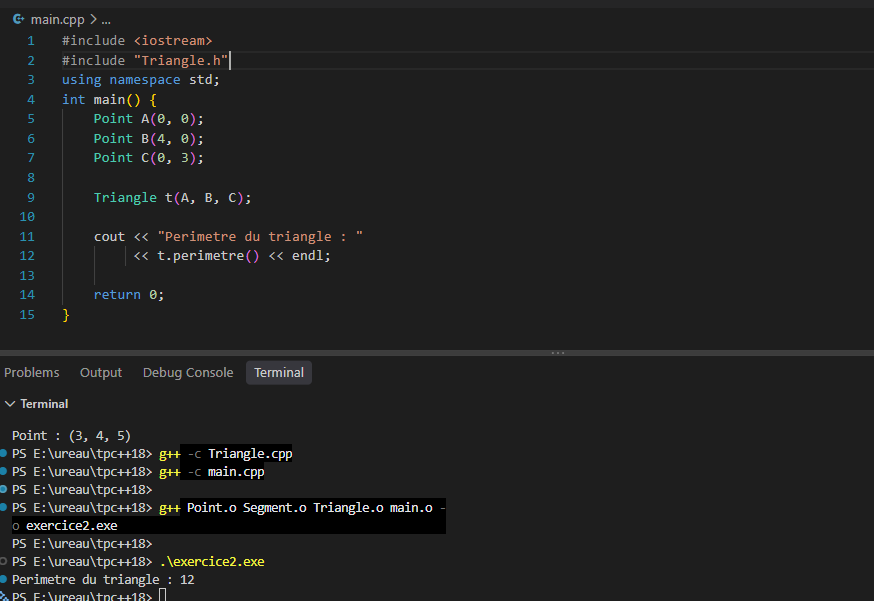 main.cpp > ...
1 #include <iostream>
2 #include "Triangle.h"
3 using namespace std;
4 int main() {
5 Point A(0, 0);
6 Point B(4, 0);
7 Point C(0, 3);
8
9 Triangle t(A, B, C);
10
11 cout << "Perimetre du triangle : "
12 << t.perimetre() << endl;
13
14 return 0;
15 }
Problems Output Debug Console Terminal
Terminal
Point : (3, 4, 5)
PS E:\ureau\tpc++18> g++ -c Triangle.cpp
PS E:\ureau\tpc++18> g++ -c main.cpp
PS E:\ureau\tpc++18>
PS E:\ureau\tpc++18> g++ Point.o Segment.o Triangle.o main.o -
o exercice2.exe
PS E:\ureau\tpc++18>
PS E:\ureau\tpc++18> .\exercice2.exe
Perimetre du triangle : 12
PS E:\ureau\tpc++18>